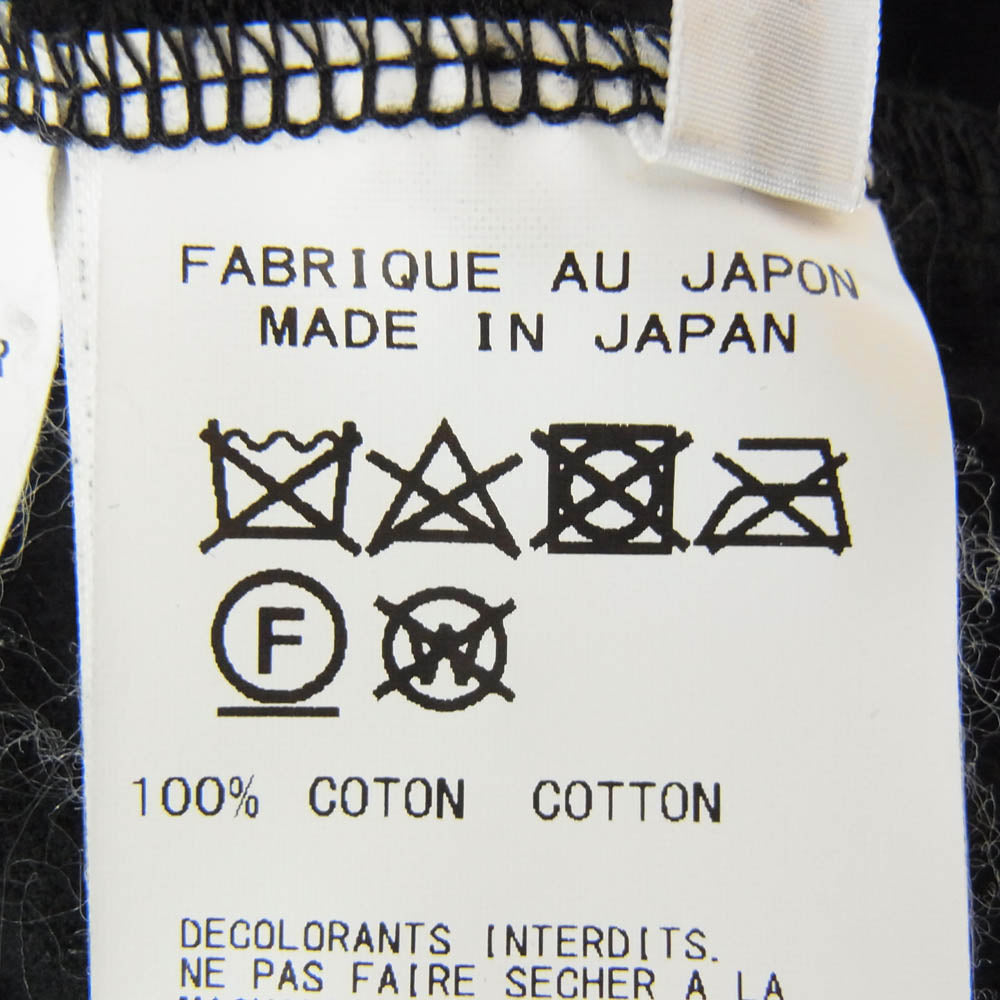 FABRIQUE AU JAPON
MADE IN JAPAN
F
W
100% COTON COTTON
DECOLORANTS INTERDITS.
NE PAS FAIRE SECHER A LA